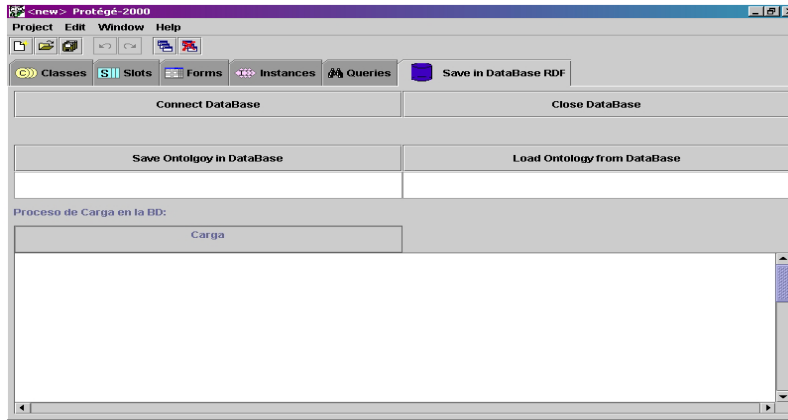 <new> Protégé-2000
Project Edit Window Help
C Classes S Slots Forms Instances Queries Save in DataBase RDF
Connect DataBase Close DataBase
Save Ontolgoy in DataBase Load Ontology from DataBase
Proceso de Carga en la BD:
Carga